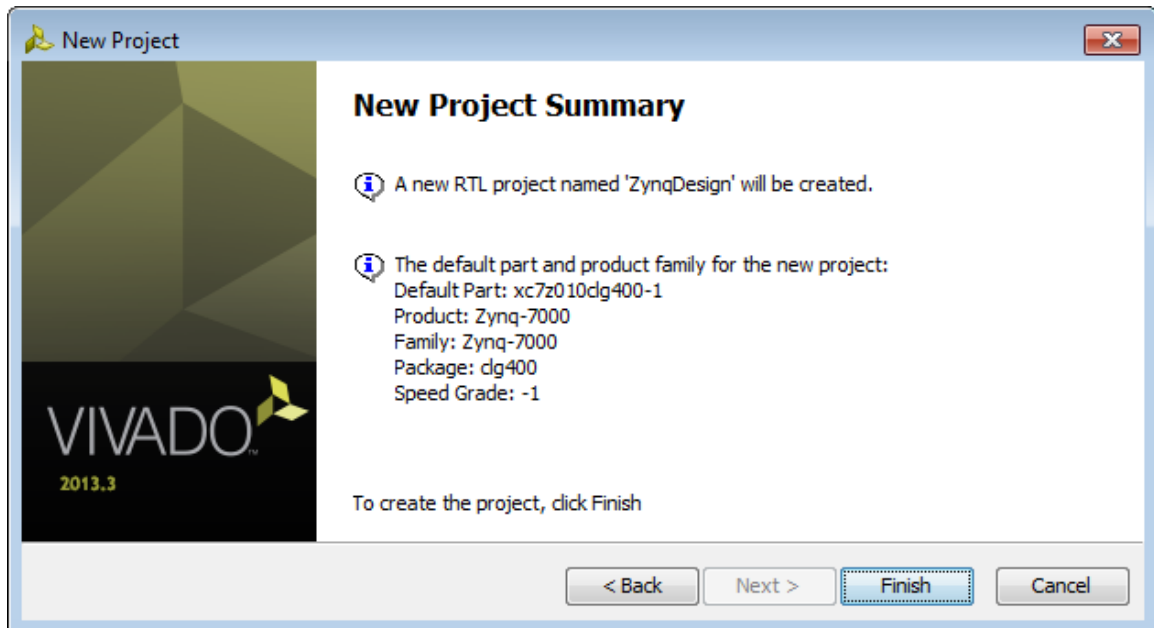 New Project
New Project Summary
A new RTL project named 'ZynqDesign' will be created.
The default part and product family for the new project:
Default Part: xc7z010clg400-1
Product: Zynq-7000
Family: Zynq-7000
Package: clg400
Speed Grade: -1
VIVADO™
2013.3
To create the project, click Finish
< Back Next > Finish Cancel